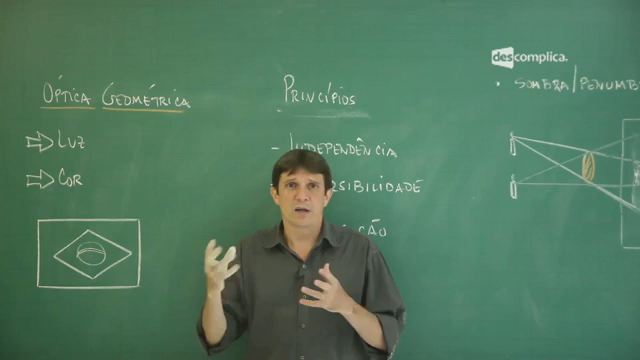 descomplica.
ÓPTICA GEOMÉTRICA
PRINCÍPIOS
• SOMBRA/PENUMB
→ LUZ
- INDEPENDÊNCIA
→ COR